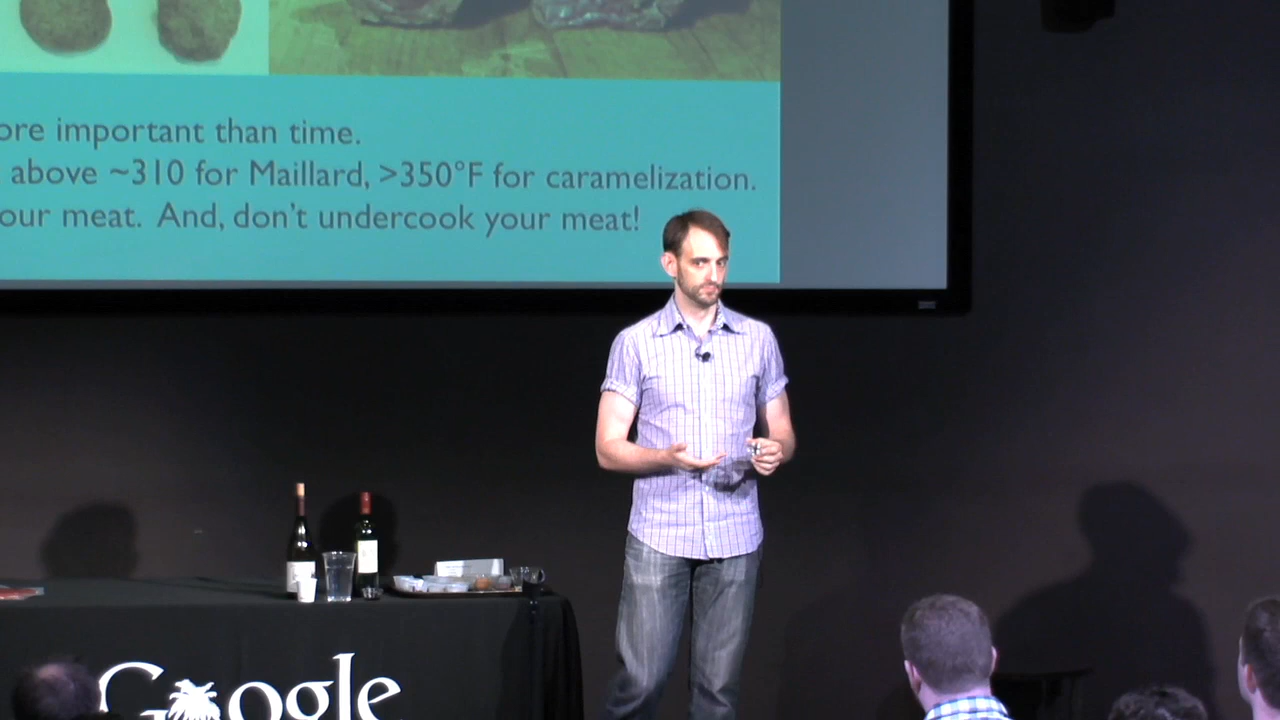 ore important than time.
above ~310 for Maillard, >350°F for caramelization.
our meat. And, don't undercook your meat!
Google